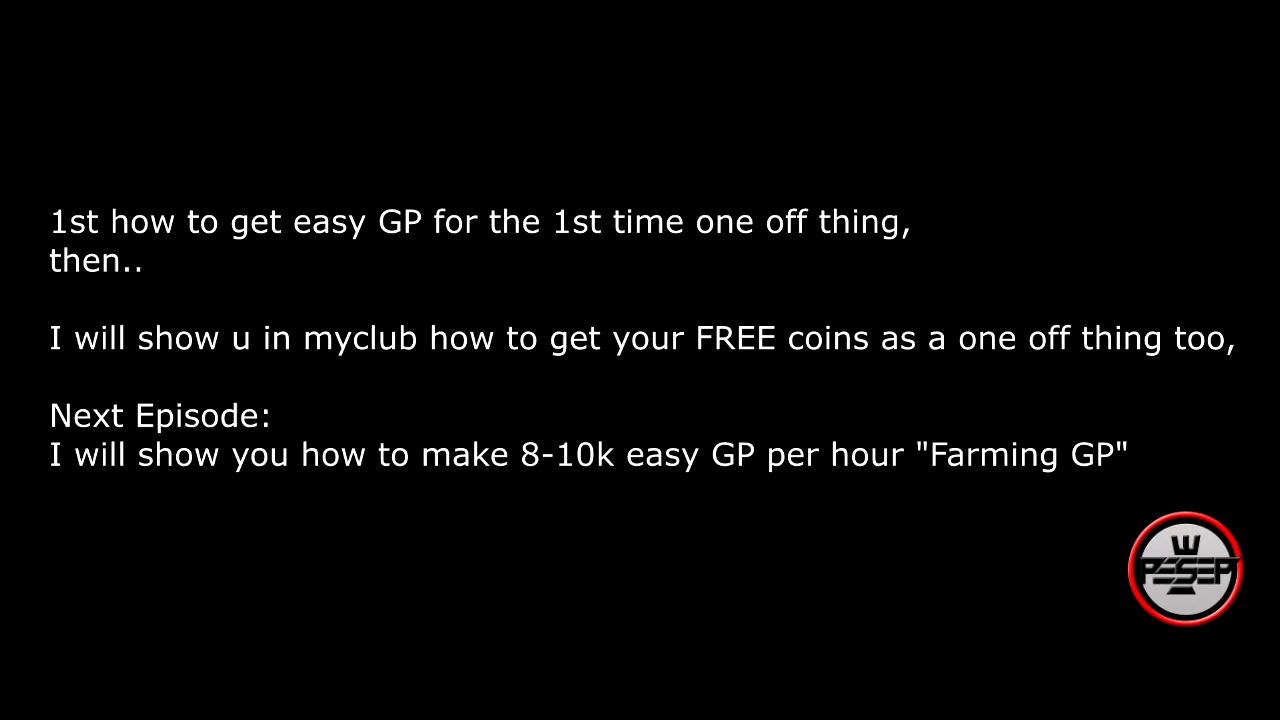 1st how to get easy GP for the 1st time one off thing,
then..
I will show u in myclub how to get your FREE coins as a one off thing too,
Next Episode:
I will show you how to make 8-10k easy GP per hour "Farming GP"
PESEP